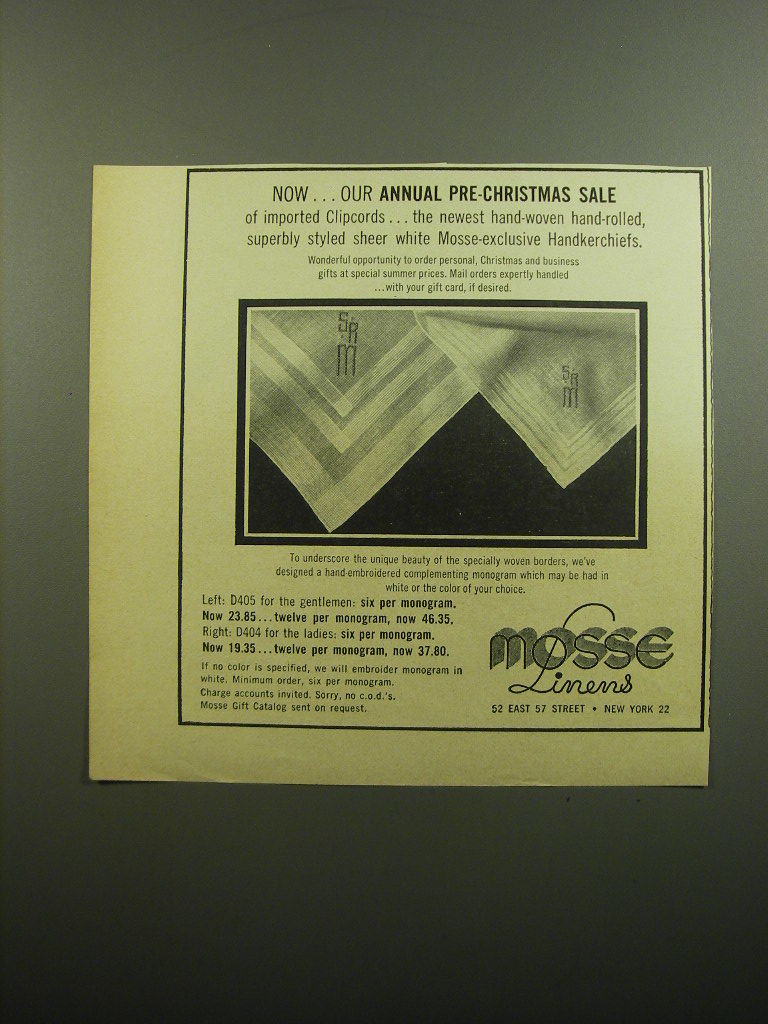 NOW... OUR ANNUAL PRE-CHRISTMAS SALE
of imported Clipcords... the newest hand-woven hand-rolled,
superbly styled sheer white Mosse-exclusive Handkerchiefs.
Wonderful opportunity to order personal, Christmas and business
gifts at special summer prices. Mail orders expertly handled
...with your gift card, if desired.
SRM
SRM
To underscore the unique beauty of the specially woven borders, we've
designed a hand-embroidered complementing monogram which may be had in
white or the color of your choice.
Left: D405 for the gentlemen: six per monogram.
Now 23.85...twelve per monogram, now 46.35.
Right: D404 for the ladies: six per monogram.
Now 19.35...twelve per monogram, now 37.80.
If no color is specified, we will embroider monogram in
white. Minimum order, six per monogram.
Charge accounts invited. Sorry, no c.o.d.'s.
Mosse Gift Catalog sent on request.
mosse
Linens
52 EAST 57 STREET • NEW YORK 22